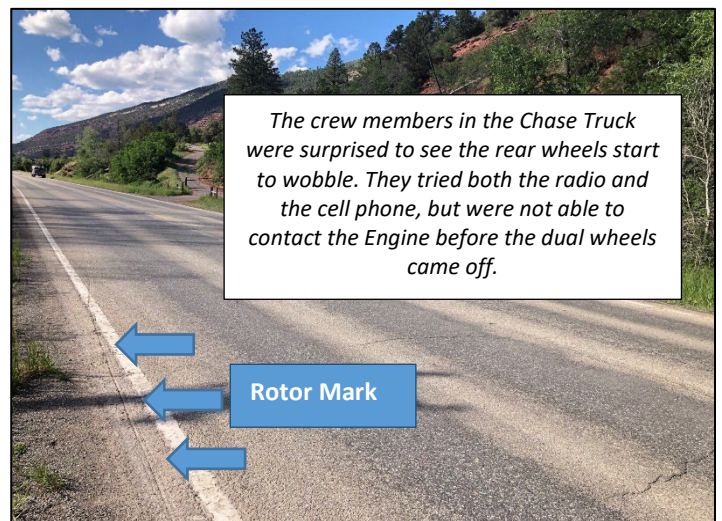 The crew members in the Chase Truck
were surprised to see the rear wheels start
to wobble. They tried both the radio and
the cell phone, but were not able to
contact the Engine before the dual wheels
came off.
Rotor Mark